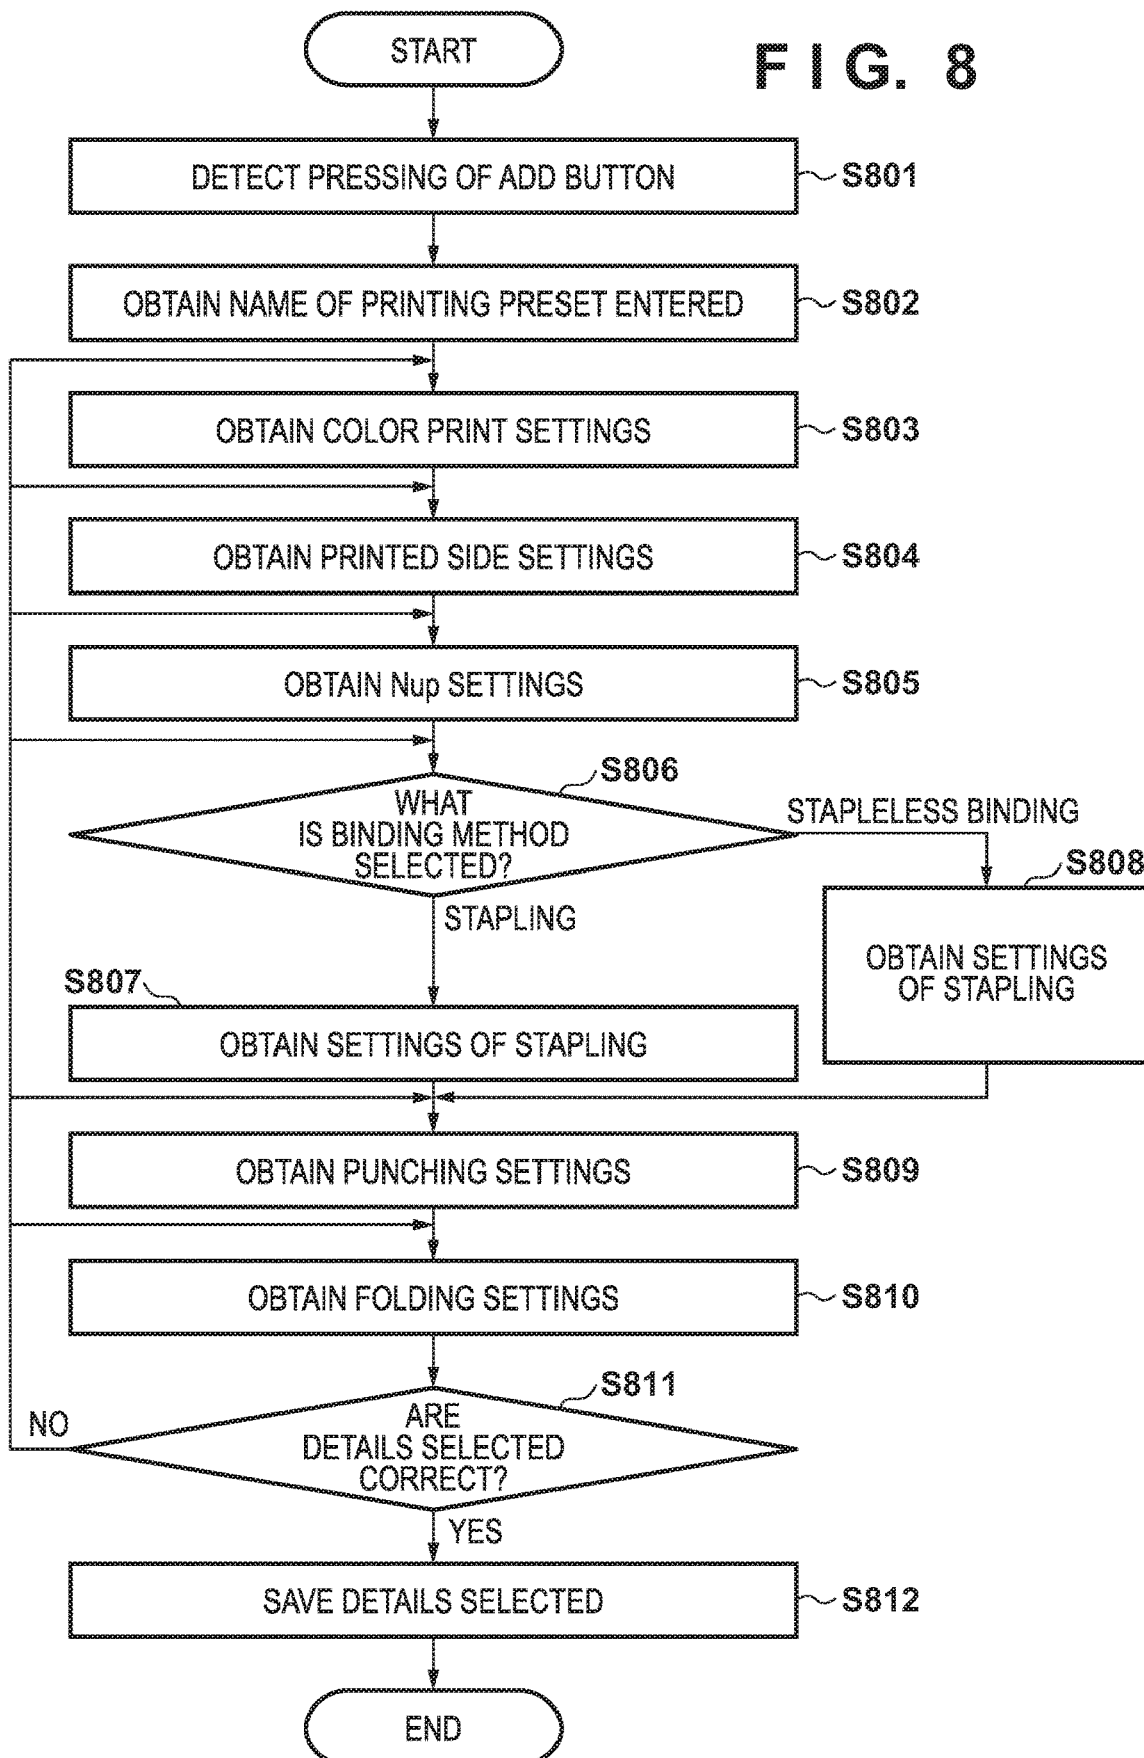 START
F I G. 8
DETECT PRESSING OF ADD BUTTON
S801
OBTAIN NAME OF PRINTING PRESET ENTERED
S802
OBTAIN COLOR PRINT SETTINGS
S803
OBTAIN PRINTED SIDE SETTINGS
S804
OBTAIN Nup SETTINGS
S805
S806
WHAT
IS BINDING METHOD
SELECTED?
STAPLELESS BINDING
STAPLING
S808
OBTAIN SETTINGS
OF STAPLING
S807
OBTAIN SETTINGS OF STAPLING
OBTAIN PUNCHING SETTINGS
S809
OBTAIN FOLDING SETTINGS
S810
S811
ARE
DETAILS SELECTED
CORRECT?
NO
YES
SAVE DETAILS SELECTED
S812
END